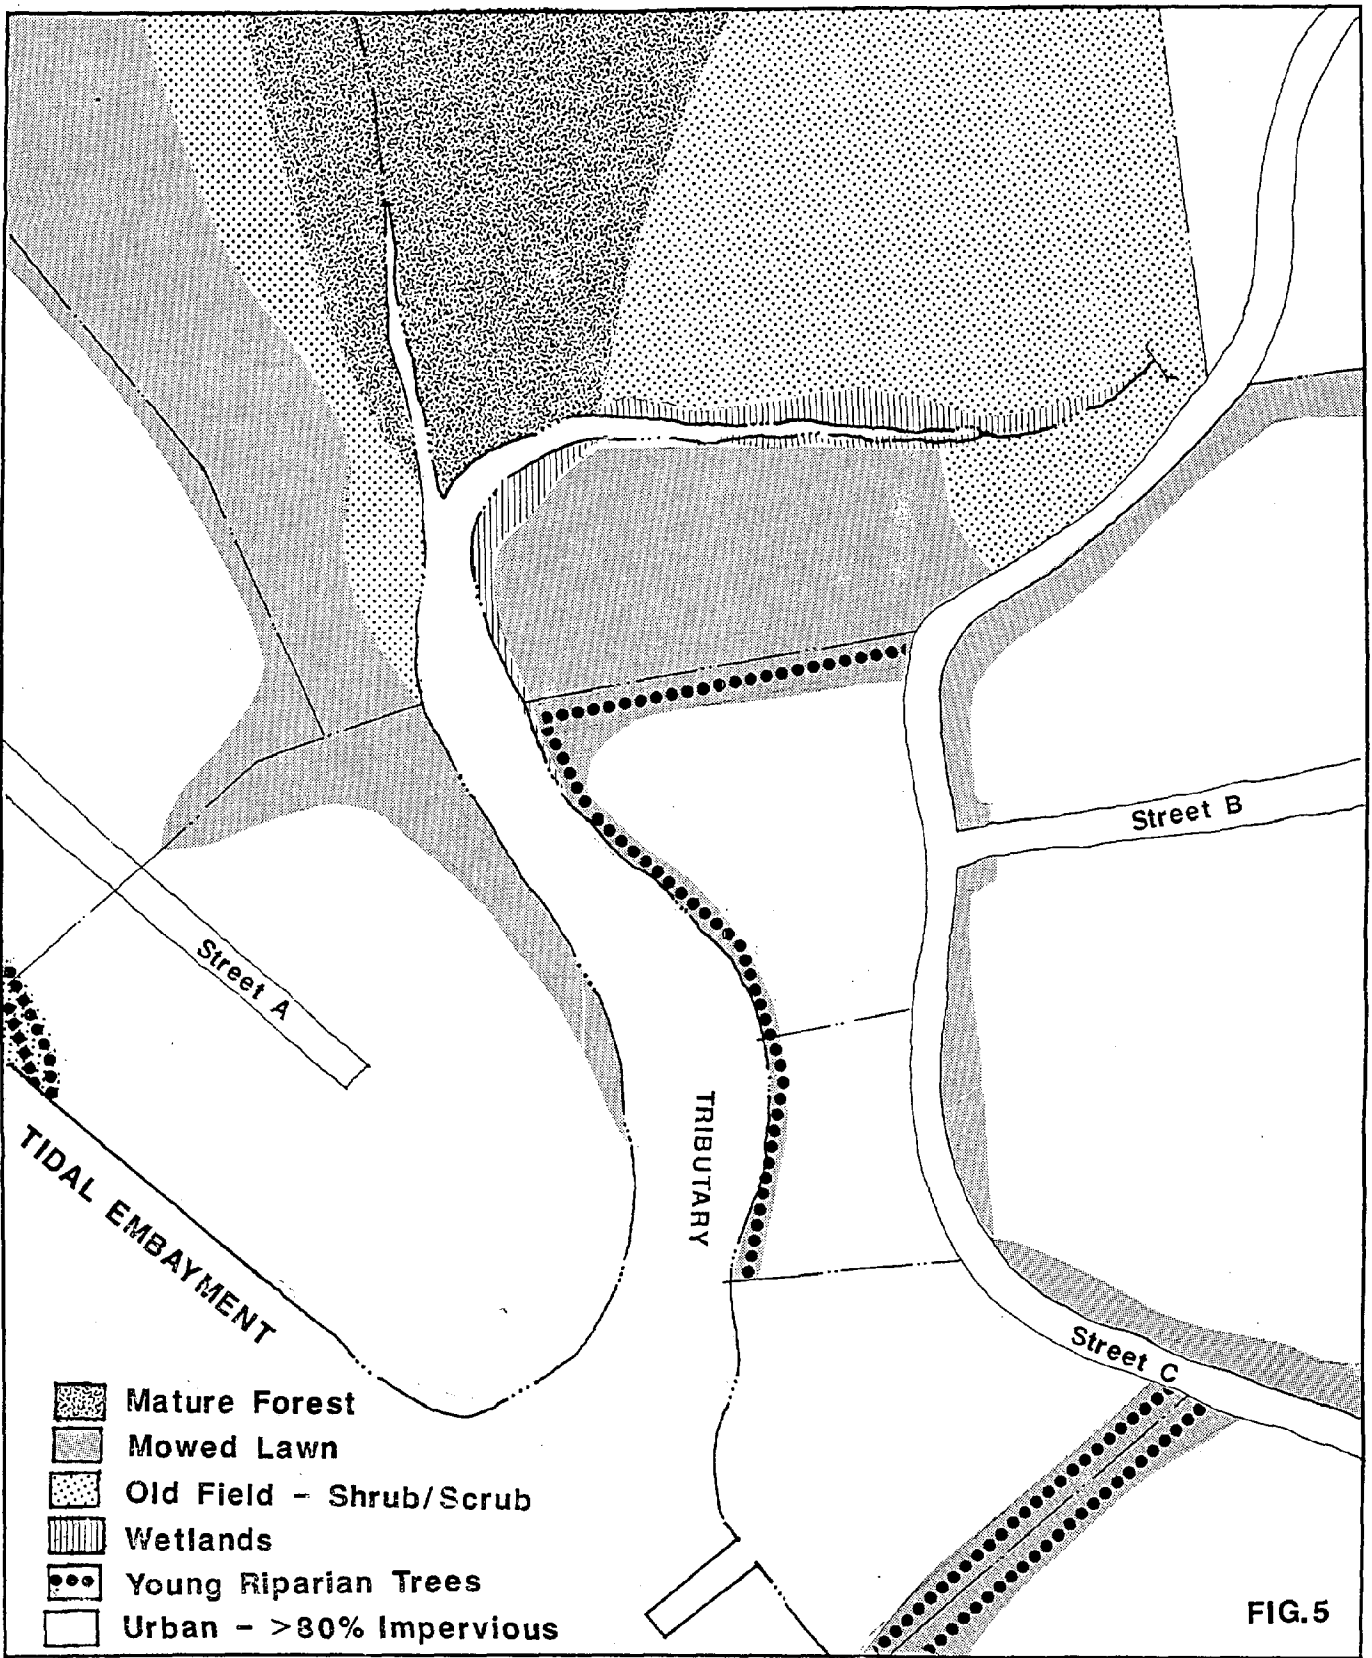 Street B
Street A
TRIBUTARY
TIDAL EMBAYMENT
Street C
Mature Forest
Mowed Lawn
Old Field - Shrub/Scrub
Wetlands
Young Riparian Trees
Urban - >80% Impervious
FIG.5